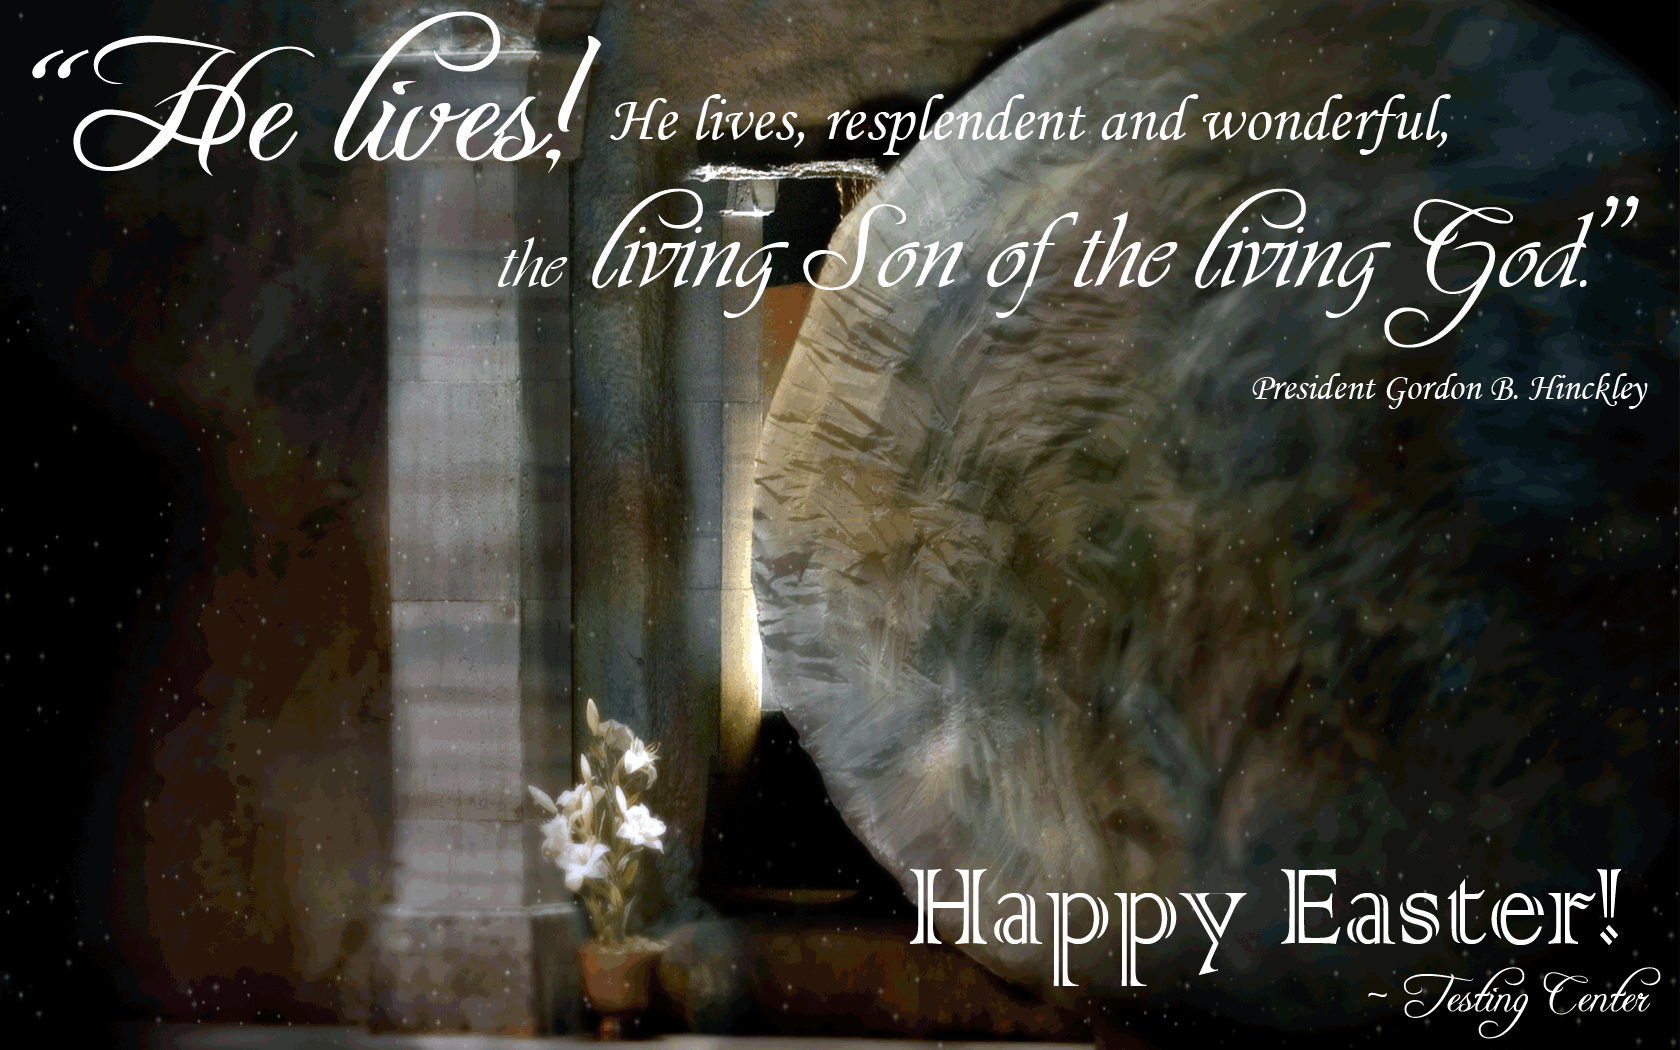 “He lives! He lives, resplendent and wonderful,
the living Son of the living God.”
President Gordon B. Hinckley
Happy Easter!
~ Testing Center